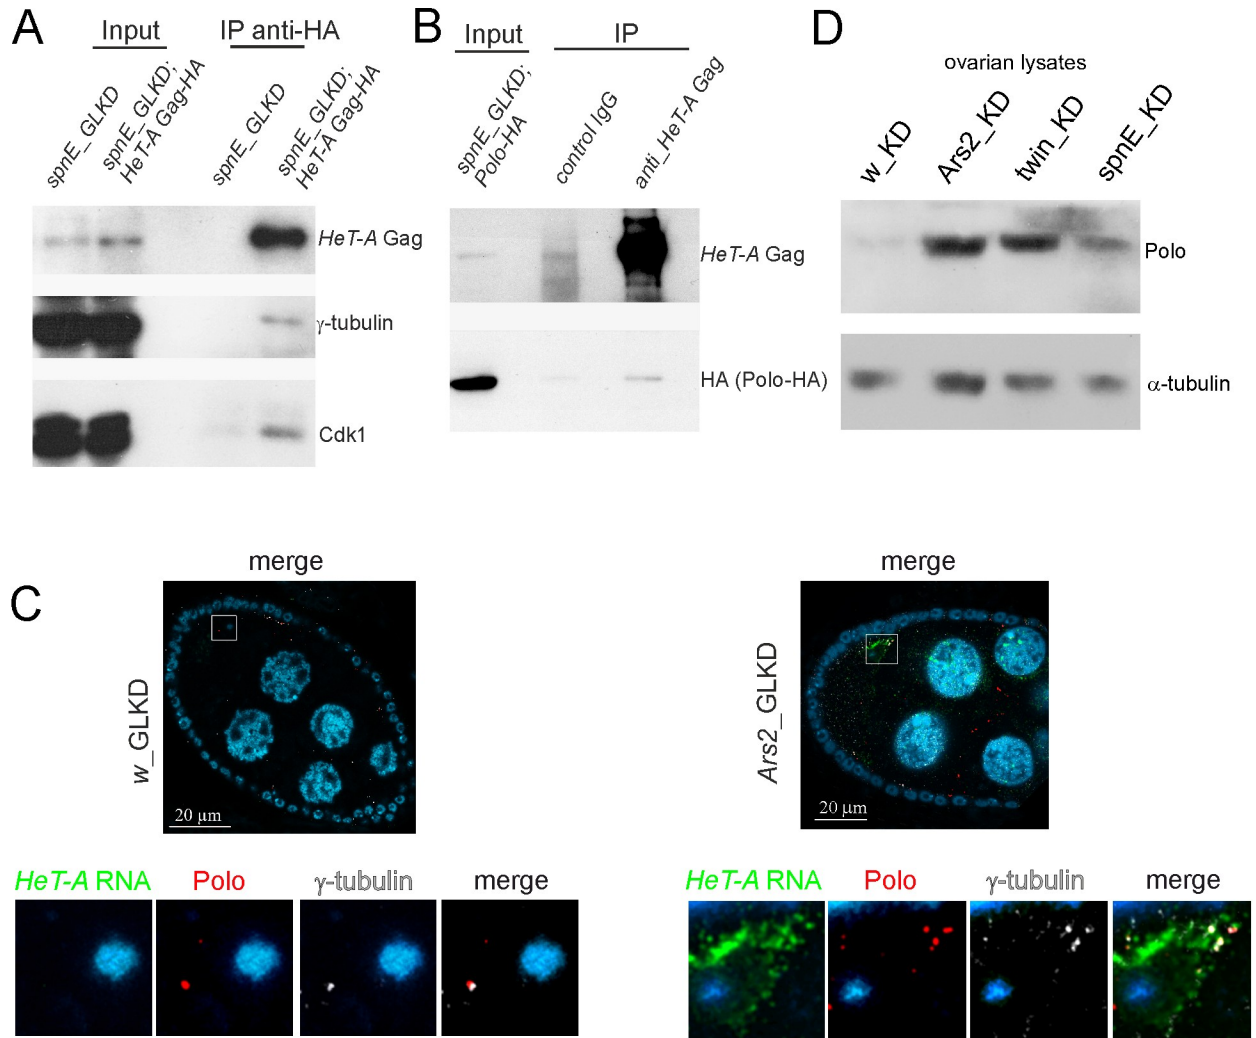 A
Input
IP anti-HA
spnE_GLKD
spnE_GLKD;
HeT-A Gag-HA
spnE_GLKD
spnE_GLKD;
HeT-A Gag-HA
HeT-A Gag
γ-tubulin
Cdk1
B
Input
IP
spnE_GLKD;
Polo-HA
control IgG
anti_HeT-A Gag
HeT-A Gag
HA (Polo-HA)
D
ovarian lysates
w_KD
Ars2_KD
twin_KD
spnE_KD
Polo
α-tubulin
C
merge
w_GLKD
20 µm
HeT-A RNA
Polo
γ-tubulin
merge
merge
Ars2_GLKD
20 µm
HeT-A RNA
Polo
γ-tubulin
merge